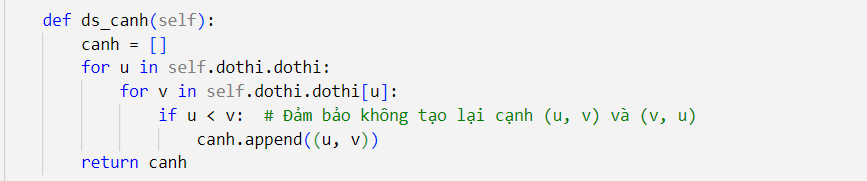 def ds_canh(self):
canh = []
for u in self.dothi.dothi:
for v in self.dothi.dothi[u]:
if u < v:  # Đảm bảo không tạo lại cạnh (u, v) và (v, u)
canh.append((u, v))
return canh